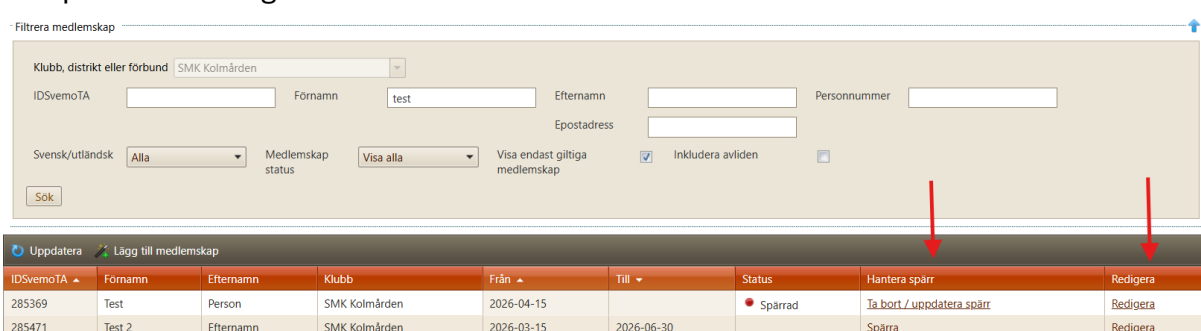 Filtrera medlemskap
Klubb, distrikt eller förbund SMK Kolmården
IDSvemoTA Förnamn test Efternamn Personnummer
Epostadress
Svensk/utländsk Alla Medlemskap status Visa alla Visa endast giltiga medlemskap Inkludera avliden
Sök
Uppdatera Lägg till medlemskap
IDSvemoTA Förnamn Efternamn Klubb Från Till Status Hantera spärr Redigera
285369 Test Person SMK Kolmården 2026-04-15 Spärrad Ta bort / uppdatera spärr Redigera
285471 Test 2 Efternamn SMK Kolmården 2026-03-15 2026-06-30 Spärra Redigera